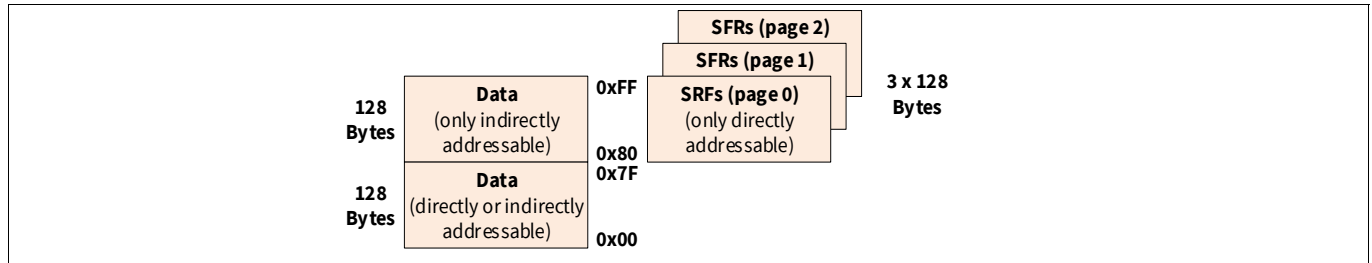 SFRs (page 2)
SFRs (page 1)
3 x 128
Bytes
0xFF
SRFs (page 0)
(only directly
addressable)
128
Bytes
Data
(only indirectly
addressable)
0x80
0x7F
128
Bytes
Data
(directly or indirectly
addressable)
0x00